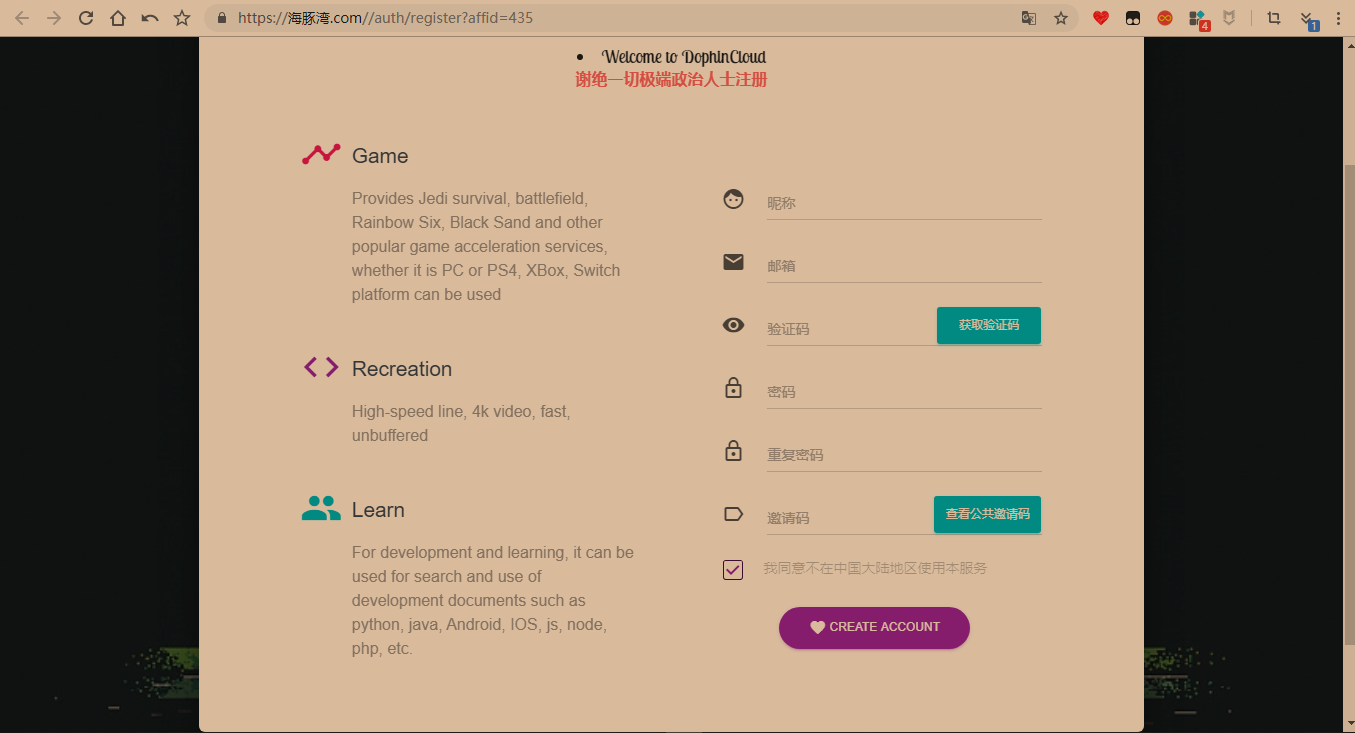 https://海豚湾.com//auth/register?affid=435
4
1
Welcome to DophinCloud
谢绝一切极端政治人士注册
Game
Provides Jedi survival, battlefield,
Rainbow Six, Black Sand and other
popular game acceleration services,
whether it is PC or PS4, XBox, Switch
platform can be used
Recreation
High-speed line, 4k video, fast,
unbuffered
Learn
For development and learning, it can be
used for search and use of
development documents such as
python, java, Android, IOS, js, node,
php, etc.
昵称
邮箱
验证码 获取验证码
密码
重复密码
邀请码 查看公共邀请码
我同意不在中国大陆地区使用本服务
CREATE ACCOUNT